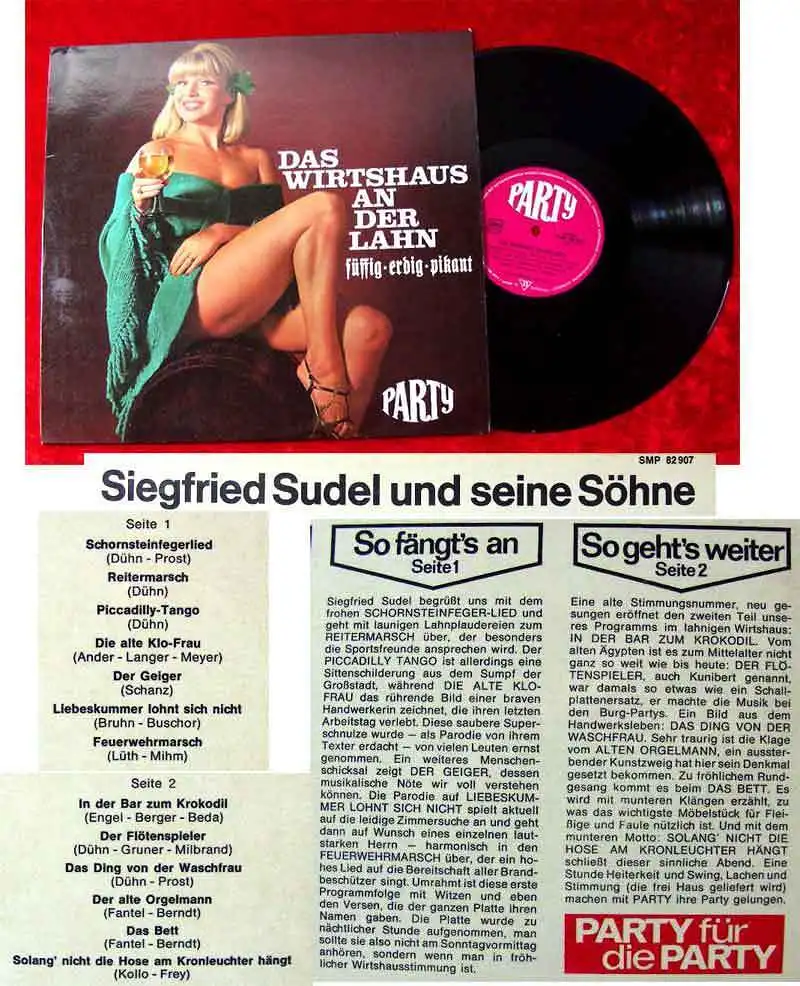 DAS
WIRTSHAUS
AN
DER
LAHN
füffig·erdig·pikant
PARTY
PARTY
SMP 82 907
Siegfried Sudel und seine Söhne
Seite 1
Schornsteinfegerlied
(Dühn - Prost)
Reitermarsch
(Dühn)
Piccadilly-Tango
(Dühn)
Die alte Klo-Frau
(Ander - Langer - Meyer)
Der Geiger
(Schanz)
Liebeskummer lohnt sich nicht
(Bruhn - Buschor)
Feuerwehrmarsch
(Lüth - Mihm)
Seite 2
In der Bar zum Krokodil
(Engel - Berger - Beda)
Der Flötenspieler
(Dühn - Gruner - Milbrand)
Das Ding von der Waschfrau
(Dühn - Prost)
Der alte Orgelmann
(Fantel - Berndt)
Das Bett
(Fantel - Berndt)
Solang' nicht die Hose am Kronleuchter hängt
(Kollo - Frey)
So fängt's an
Seite 1
Siegfried Sudel begrüßt uns mit dem
frohen SCHORNSTEINFEGER-LIED und
geht mit launigen Lahnplaudereien zum
REITERMARSCH über, der besonders
die Sportsfreunde ansprechen wird. Der
PICCADILLY TANGO ist allerdings eine
Sittenschilderung aus dem Sumpf der
Großstadt, während DIE ALTE KLO-
FRAU das rührende Bild einer braven
Handwerkerin zeichnet, die ihren letzten
Arbeitstag verlebt. Diese saubere Super-
schnulze wurde — als Parodie von ihrem
Texter erdacht — von vielen Leuten ernst
genommen. Ein weiteres Menschen-
schicksal zeigt DER GEIGER, dessen
musikalische Nöte wir voll verstehen
können. Die Parodie auf LIEBESKUM-
MER LOHNT SICH NICHT spielt aktuell
auf die leidige Zimmersuche an und geht
dann auf Wunsch eines einzelnen laut-
starken Herrn — harmonisch in den
FEUERWEHRMARSCH über, der ein ho-
hes Lied auf die Bereitschaft aller Brand-
beschützer singt. Umrahmt ist diese erste
Programmfolge mit Witzen und eben
den Versen, die der ganzen Platte ihren
Namen gaben. Die Platte wurde zu
nächtlicher Stunde aufgenommen, man
sollte sie also nicht am Sonntagvormittag
anhören, sondern wenn man in fröh-
licher Wirtshausstimmung ist.
So geht's weiter
Seite 2
Eine alte Stimmungsnummer, neu ge-
sungen eröffnet den zweiten Teil unse-
res Programms im lahnigen Wirtshaus:
IN DER BAR ZUM KROKODIL. Vom
alten Ägypten ist es zum Mittelalter nicht
ganz so weit wie bis heute: DER FLÖ-
TENSPIELER, auch Kunibert genannt,
war damals so etwas wie ein Schall-
plattenersatz, er machte die Musik bei
den Burg-Partys. Ein Bild aus dem
Handwerksleben: DAS DING VON DER
WASCHFRAU. Sehr traurig ist die Klage
vom ALTEN ORGELMANN, ein ausster-
bender Kunstzweig hat hier sein Denkmal
gesetzt bekommen. Zu fröhlichem Rund-
gesang kommt es beim DAS BETT. Es
wird mit munteren Klängen erzählt, zu
was das wichtigste Möbelstück für Flei-
ßige und Faule nützlich ist. Und mit dem
munteren Motto: SOLANG' NICHT DIE
HOSE AM KRONLEUCHTER HÄNGT
schließt dieser sinnliche Abend. Eine
Stunde Heiterkeit und Swing, Lachen und
Stimmung (die frei Haus geliefert wird)
machen mit PARTY ihre Party gelungen.
PARTY für
die PARTY